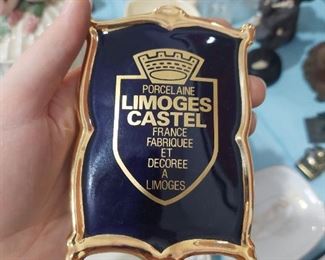 PORCELAINE
LIMOGES
CASTEL
FRANCE
FABRIQUEE
ET
DECOREE
A
LIMOGES